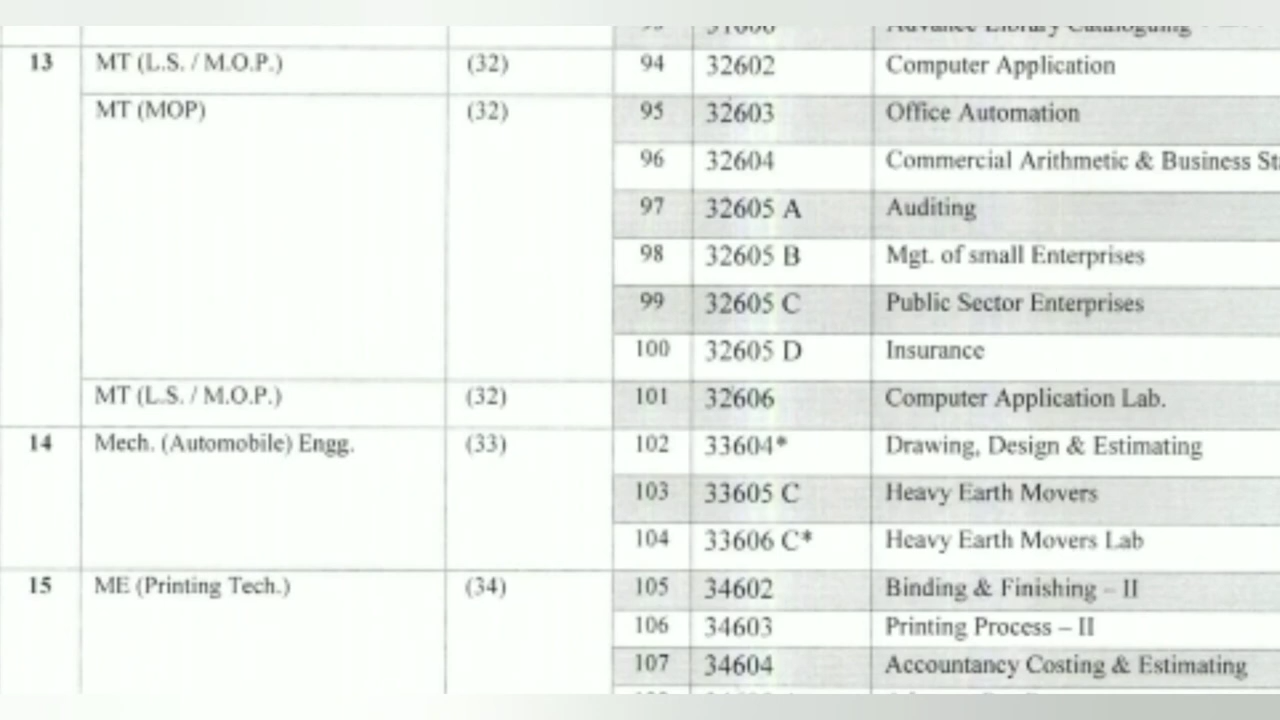 Advance Library Cataloguing
13 MT (L.S. / M.O.P.) (32) 94 32602 Computer Application
MT (MOP) (32) 95 32603 Office Automation
96 32604 Commercial Arithmetic & Business
97 32605 A Auditing
98 32605 B Mgt. of small Enterprises
99 32605 C Public Sector Enterprises
100 32605 D Insurance
MT (L.S. / M.O.P.) (32) 101 32606 Computer Application Lab.
14 Mech. (Automobile) Engg. (33) 102 33604* Drawing, Design & Estimating
103 33605 C Heavy Earth Movers
104 33606 C* Heavy Earth Movers Lab
15 ME (Printing Tech.) (34) 105 34602 Binding & Finishing – II
106 34603 Printing Process – II
107 34604 Accountancy Costing & Estimating